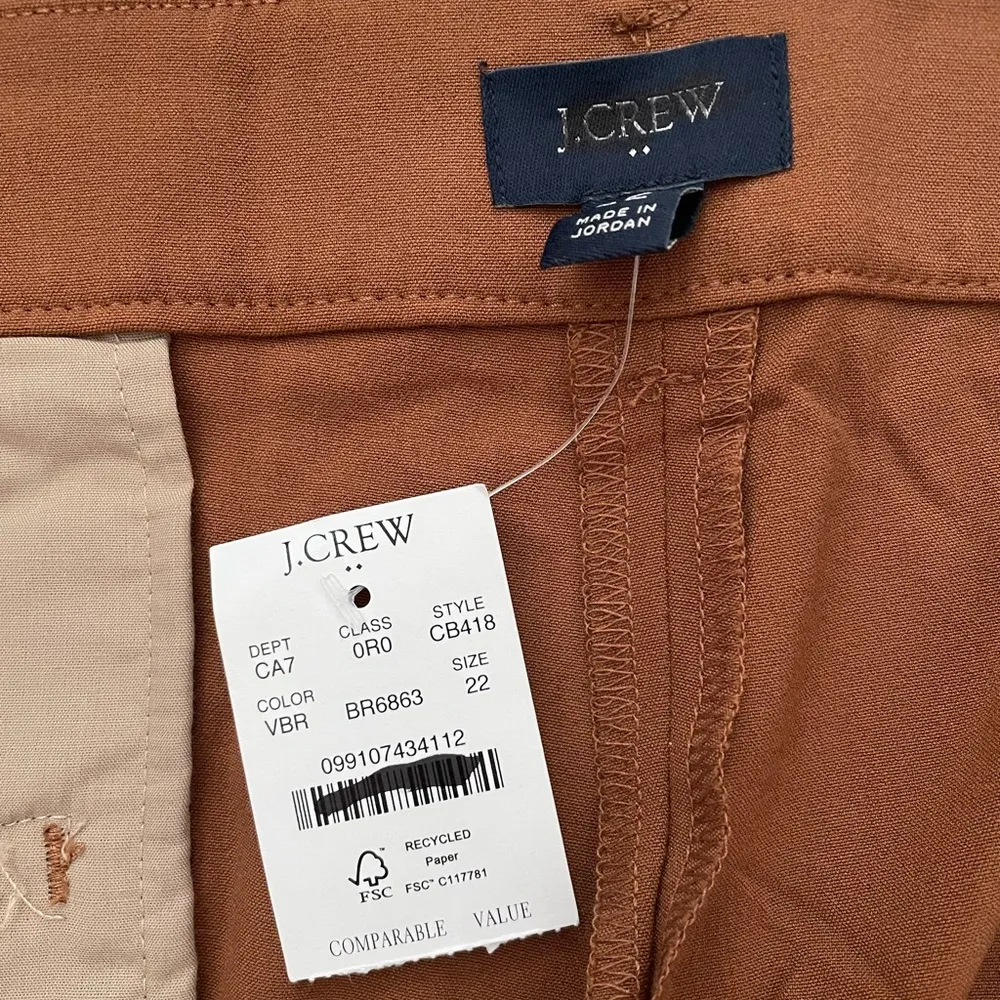 J.CREW
MADE IN
JORDAN
J.CREW
DEPT CLASS STYLE
CA7 0R0 CB418
COLOR SIZE
VBR BR6863 22
099107434112
RECYCLED
Paper
FSC™ C117781
FSC™
COMPARABLE VALUE